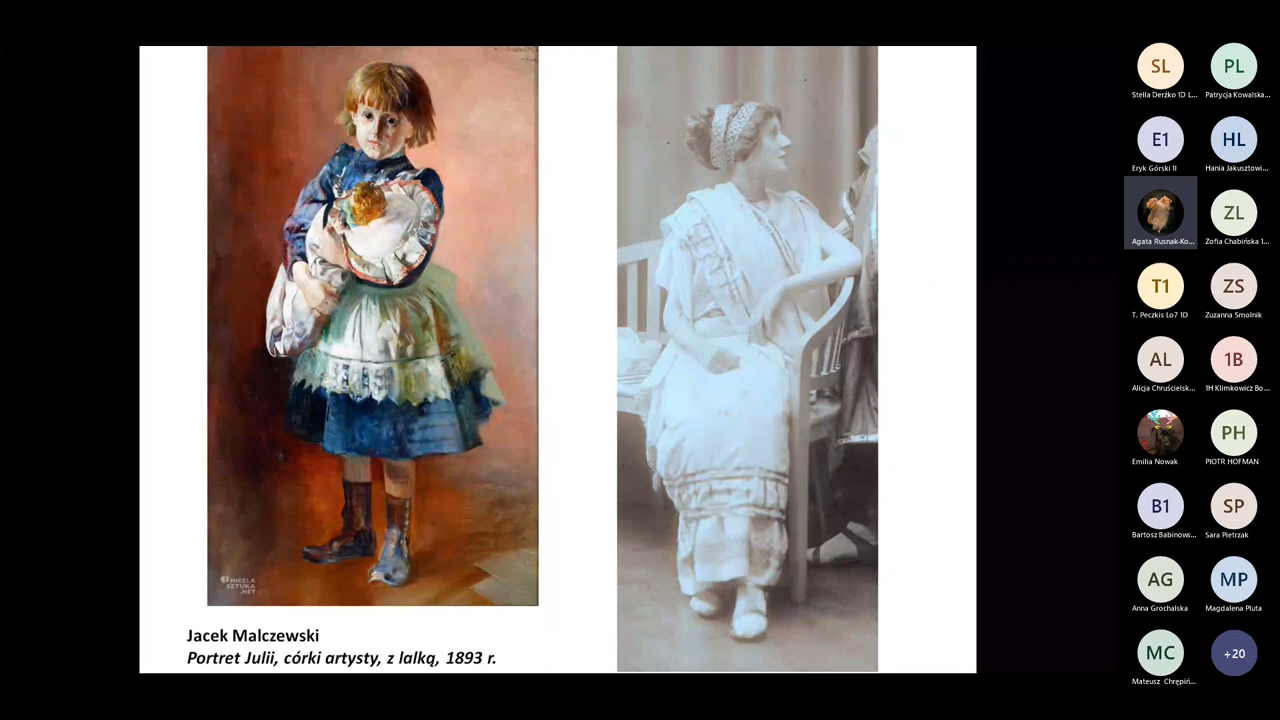 NIEZŁA
SZTUKA
.NET
Jacek Malczewski
Portret Julii, córki artysty, z lalką, 1893 r.
SL
Stella Derżko 1D L...
PL
Patrycja Kowalska...
E1
Eryk Górski 1I
HL
Hania Jakusztowi...
Agata Rusnak-Ko...
ZL
Zofia Chabińska 1...
T1
T. Peczkis Lo7 1D
ZS
Zuzanna Smolnik
AL
Alicja Chruścielsk...
1B
1H Klimkowicz Bo...
Emilia Nowak
PH
PIOTR HOFMAN
B1
Bartosz Babinows...
SP
Sara Pietrzak
AG
Anna Grochalska
MP
Magdalena Pluta
MC
Mateusz Chrępiń...
+20